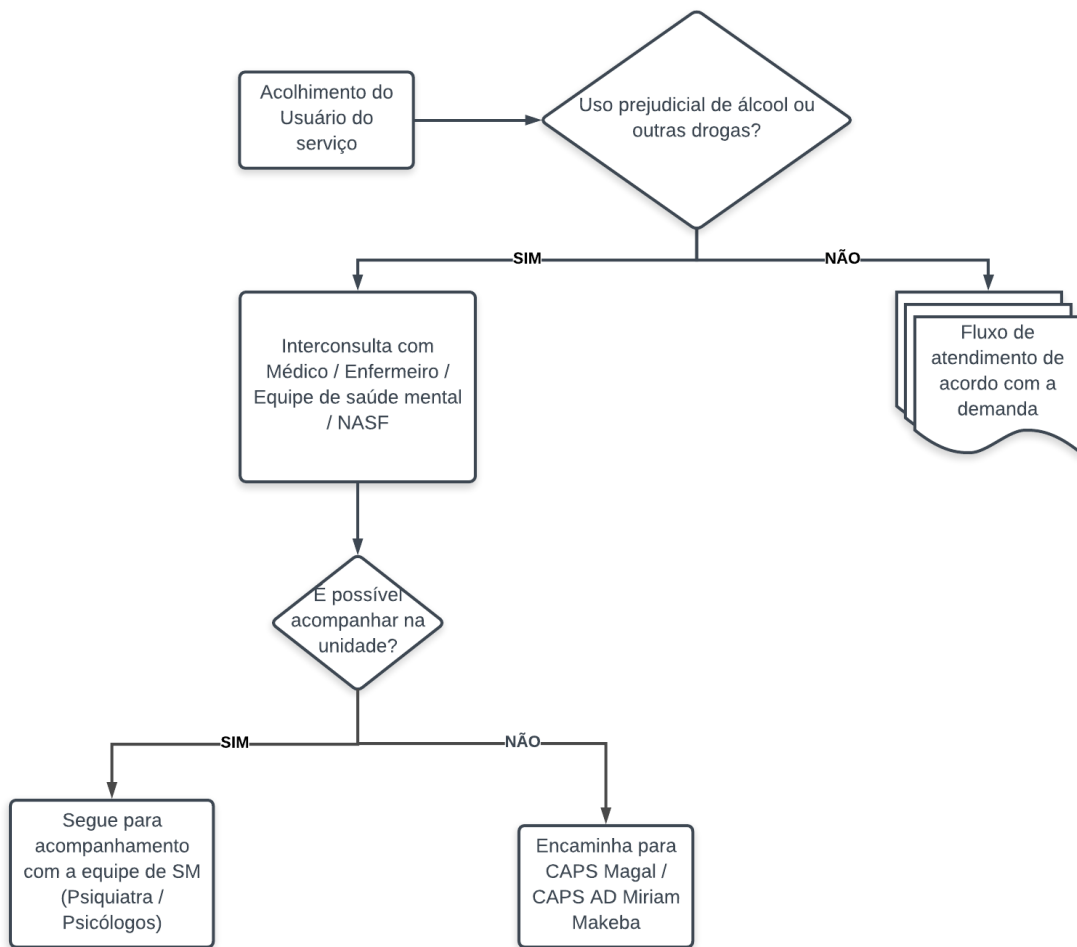 Acolhimento do
Usuário do
serviço
Uso prejudicial de álcool ou
outras drogas?
SIM
NÃO
Interconsulta com
Médico / Enfermeiro /
Equipe de saúde mental
/ NASF
Fluxo de
atendimento de
acordo com a
demanda
É possível
acompanhar na
unidade?
SIM
NÃO
Segue para
acompanhamento
com a equipe de SM
(Psiquiatra /
Psicólogos)
Encaminha para
CAPS Magal /
CAPS AD Miriam
Makeba